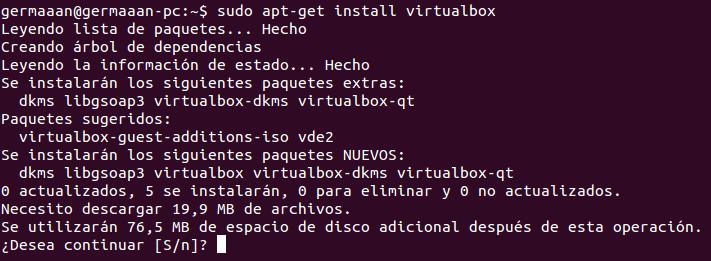 germaaan@germaaan-pc:~$ sudo apt-get install virtualbox
Leyendo lista de paquetes... Hecho
Creando árbol de dependencias
Leyendo la información de estado... Hecho
Se instalarán los siguientes paquetes extras:
  dkms libgsoap3 virtualbox-dkms virtualbox-qt
Paquetes sugeridos:
  virtualbox-guest-additions-iso vde2
Se instalarán los siguientes paquetes NUEVOS:
  dkms libgsoap3 virtualbox virtualbox-dkms virtualbox-qt
0 actualizados, 5 se instalarán, 0 para eliminar y 0 no actualizados.
Necesito descargar 19,9 MB de archivos.
Se utilizarán 76,5 MB de espacio de disco adicional después de esta operación.
¿Desea continuar [S/n]?